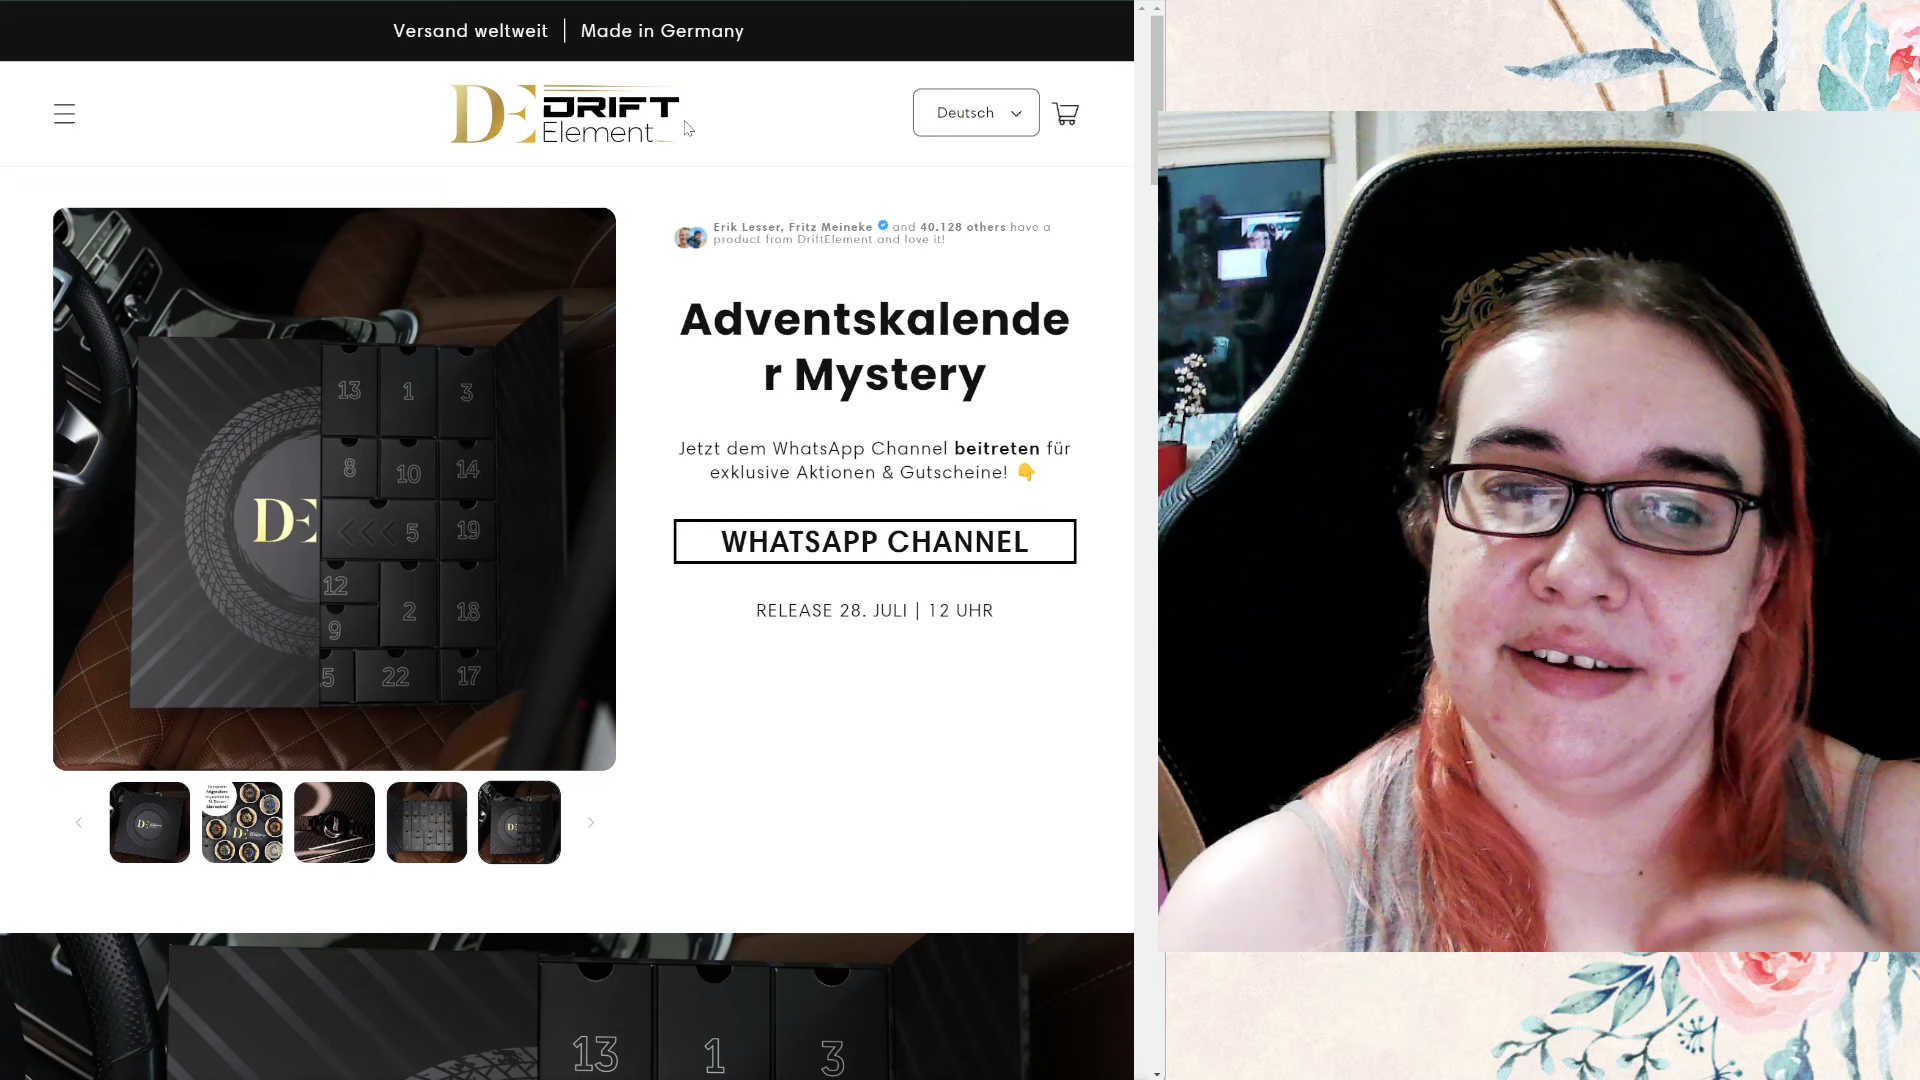 Versand weltweit | Made in Germany
DE DRIFT
Element
Deutsch
Erik Lesser, Fritz Meineke and 40.128 others have a
product from DriftElement and love it!
Adventskalende
r Mystery
Jetzt dem WhatsApp Channel beitreten für
exklusive Aktionen & Gutscheine! 👇
WHATSAPP CHANNEL
RELEASE 28. JULI | 12 UHR
13 1 3
8 10 14
DE
5 19
12
2 18
9
5 22 17
13 1 3